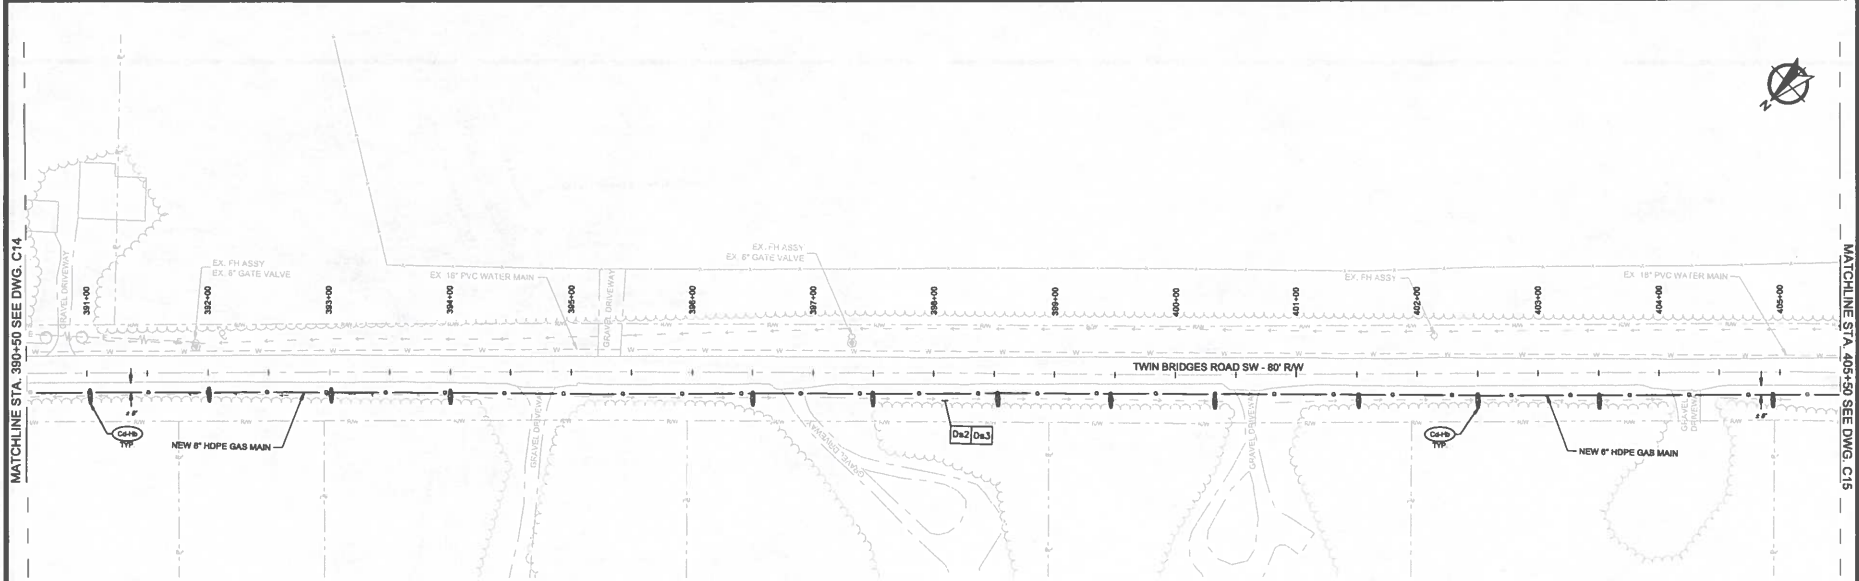 MATCHLINE STA. 390+50 SEE DWG. C14
GRAVEL DRIVEWAY
EX. FH ASSY
EX. 6" GATE VALVE
EX. 18" PVC WATER MAIN
GRAVEL DRIVEWAY
EX. FH ASSY
EX. 6" GATE VALVE
EX. FH ASSY
EX. 18" PVC WATER MAIN
N
391+00
392+00
393+00
394+00
395+00
396+00
397+00
398+00
399+00
400+00
401+00
402+00
403+00
404+00
405+00
TWIN BRIDGES ROAD SW - 80' R/W
Cd-Hb
TYP
NEW 6" HDPE GAS MAIN
GRAVEL DRIVEWAY
GRAVEL DRIVEWAY
Ds2 Ds3
GRAVEL DRIVEWAY
Cd-Hb
TYP
NEW 6" HDPE GAS MAIN
GRAVEL
DRIVEWAY
MATCHLINE STA. 405+50 SEE DWG. C15